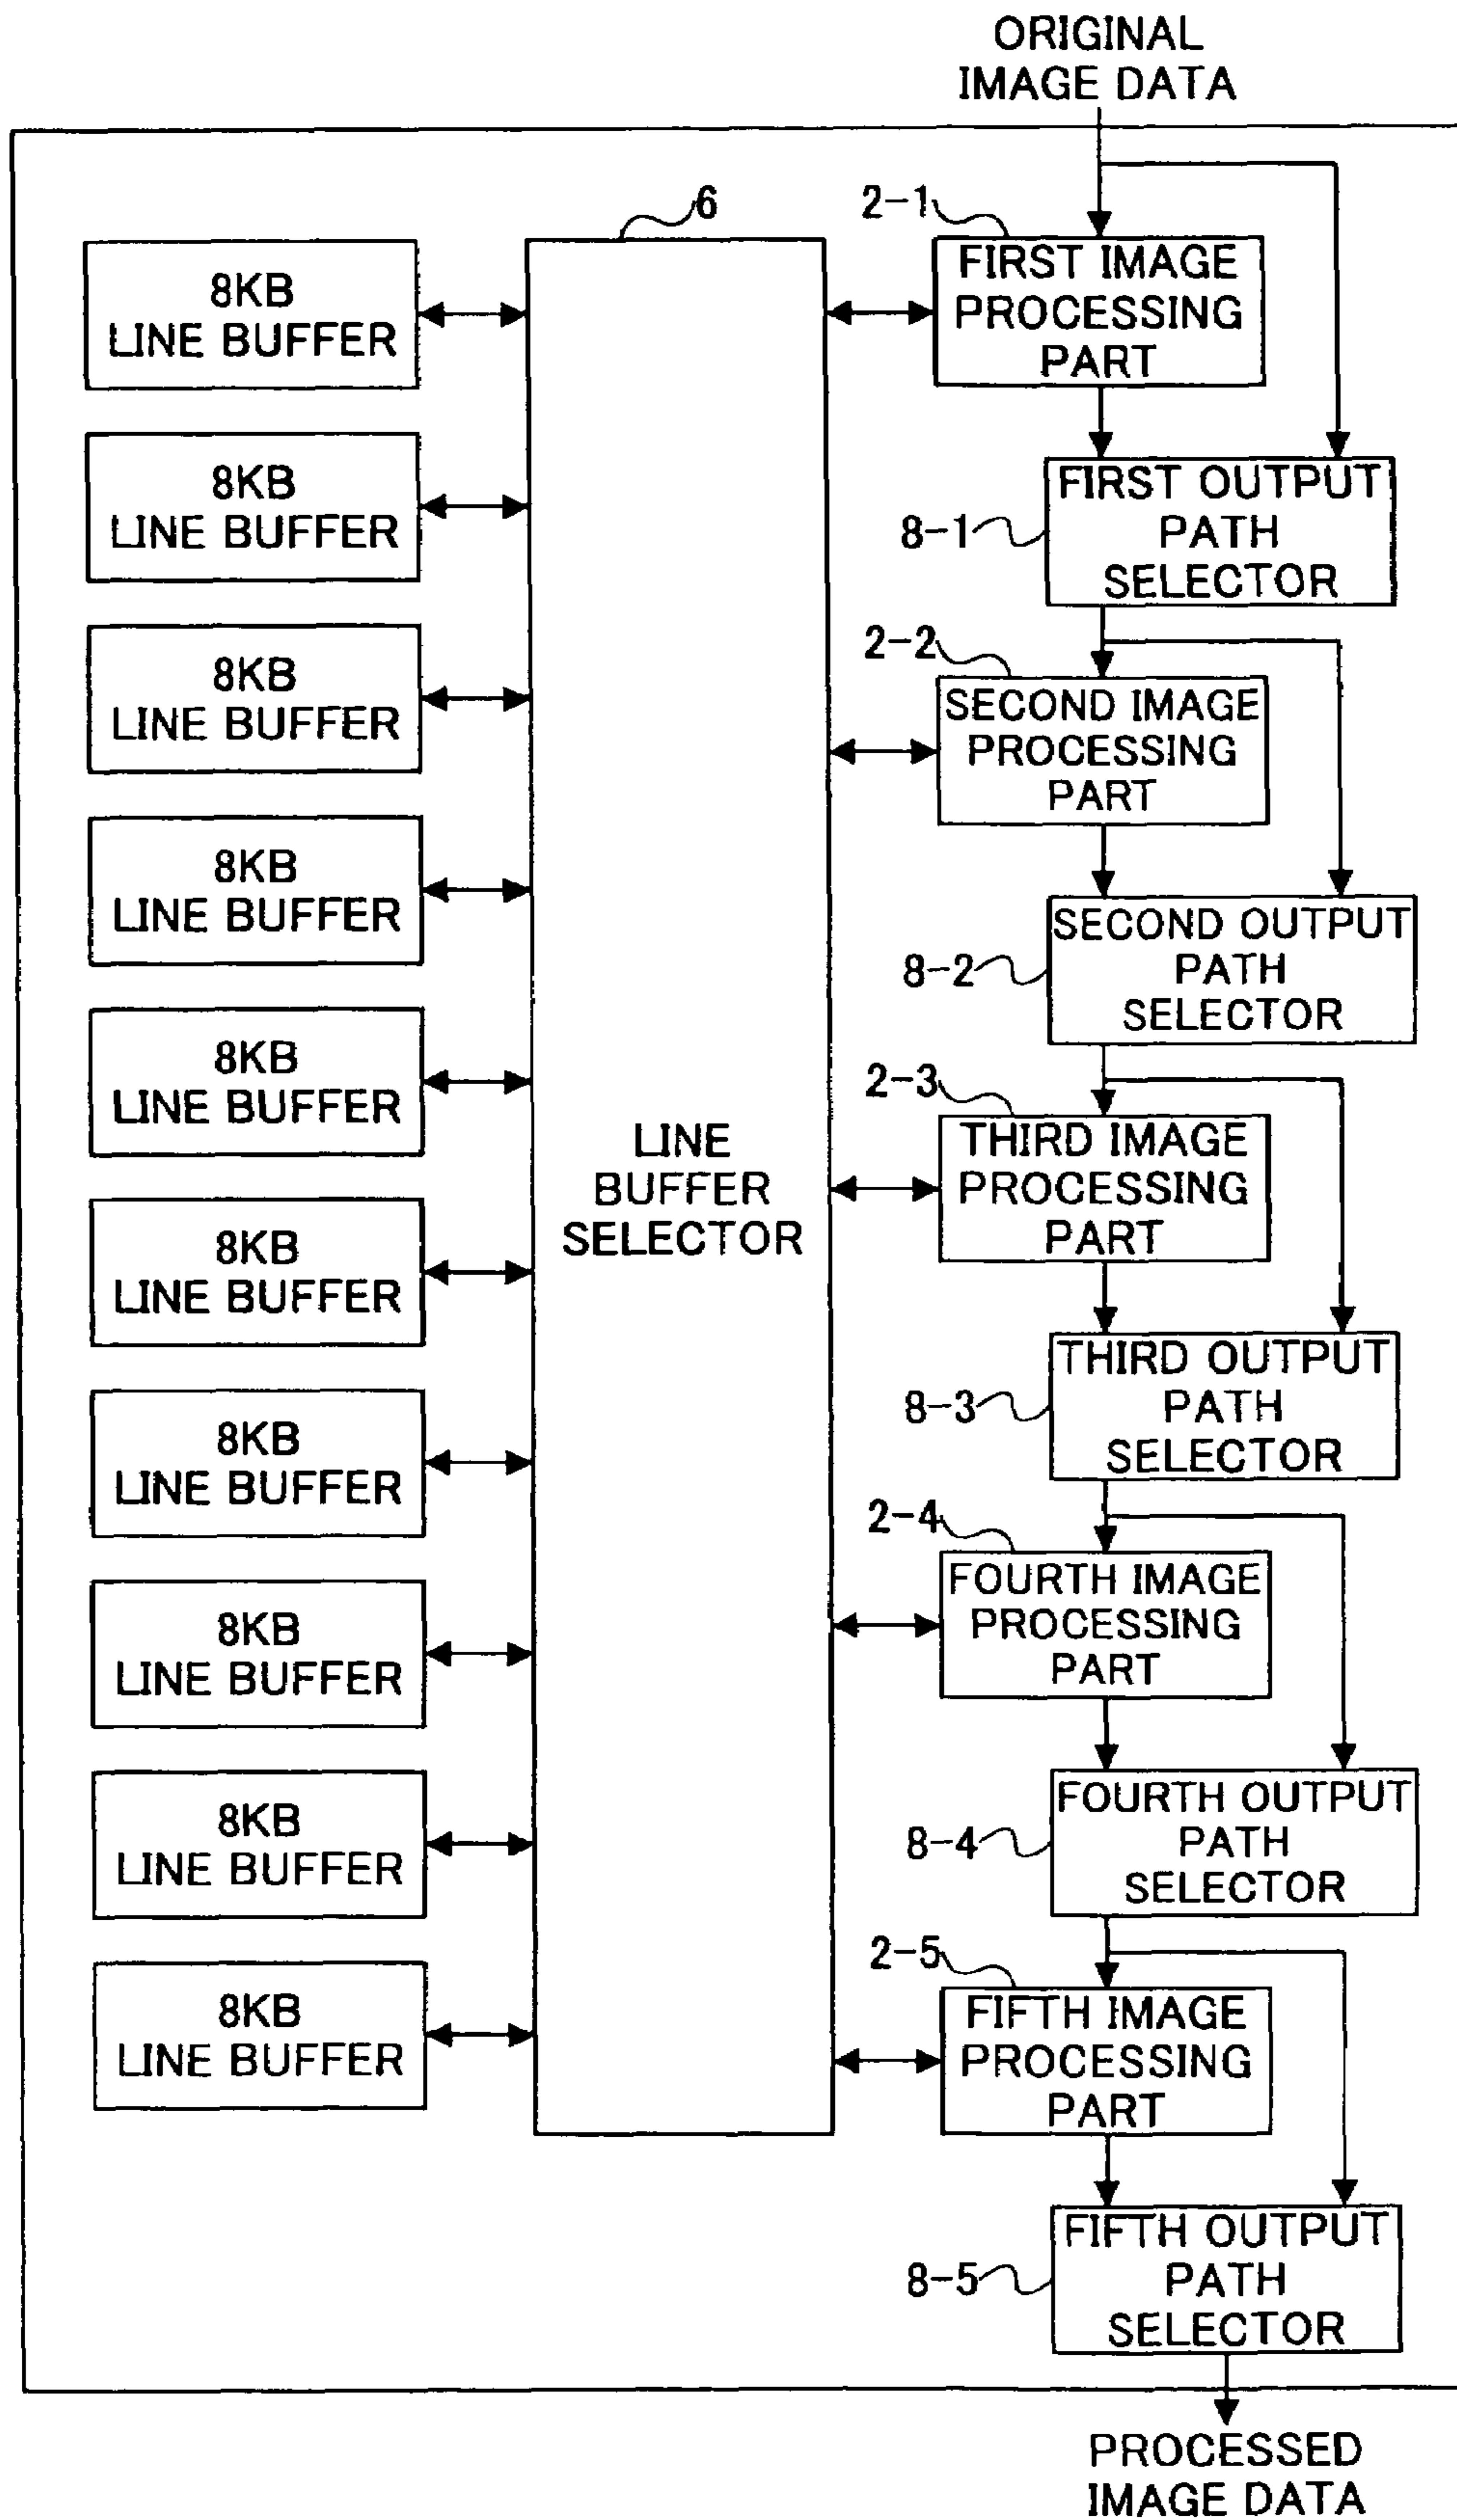 ORIGINAL
IMAGE DATA
6
2-1
8KB
LINE BUFFER
FIRST IMAGE
PROCESSING
PART
8KB
LINE BUFFER
8-1
FIRST OUTPUT
PATH
SELECTOR
8KB
LINE BUFFER
2-2
SECOND IMAGE
PROCESSING
PART
8KB
LINE BUFFER
8-2
SECOND OUTPUT
PATH
SELECTOR
8KB
LINE BUFFER
LINE
BUFFER
SELECTOR
2-3
THIRD IMAGE
PROCESSING
PART
8KB
LINE BUFFER
8-3
THIRD OUTPUT
PATH
SELECTOR
8KB
LINE BUFFER
2-4
FOURTH IMAGE
PROCESSING
PART
8KB
LINE BUFFER
8-4
FOURTH OUTPUT
PATH
SELECTOR
8KB
LINE BUFFER
2-5
FIFTH IMAGE
PROCESSING
PART
8KB
LINE BUFFER
8-5
FIFTH OUTPUT
PATH
SELECTOR
PROCESSED
IMAGE DATA